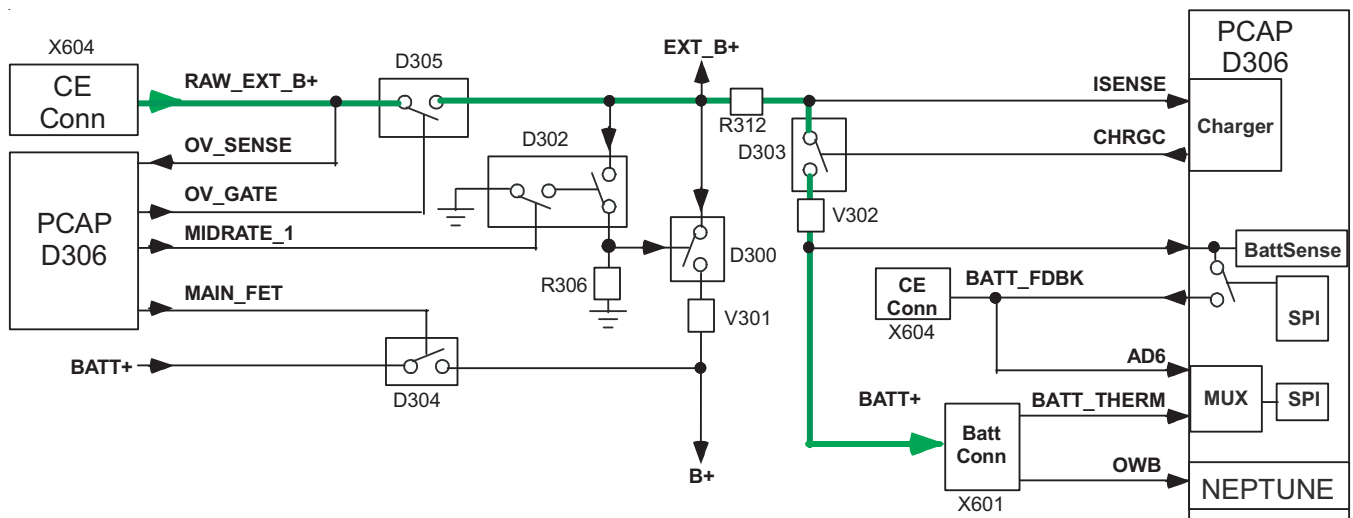 X604
CE
Conn
RAW_EXT_B+
D305
EXT_B+
R312
ISENSE
PCAP
D306
Charger
CHRGC
D303
OV_SENSE
D302
OV_GATE
PCAP
D306
MIDRATE_1
V302
D300
BattSense
R306
BATT_FDBK
CE
Conn
X604
SPI
MAIN_FET
V301
BATT+
D304
AD6
BATT+
BATT_THERM
MUX
SPI
Batt
Conn
OWB
B+
X601
NEPTUNE